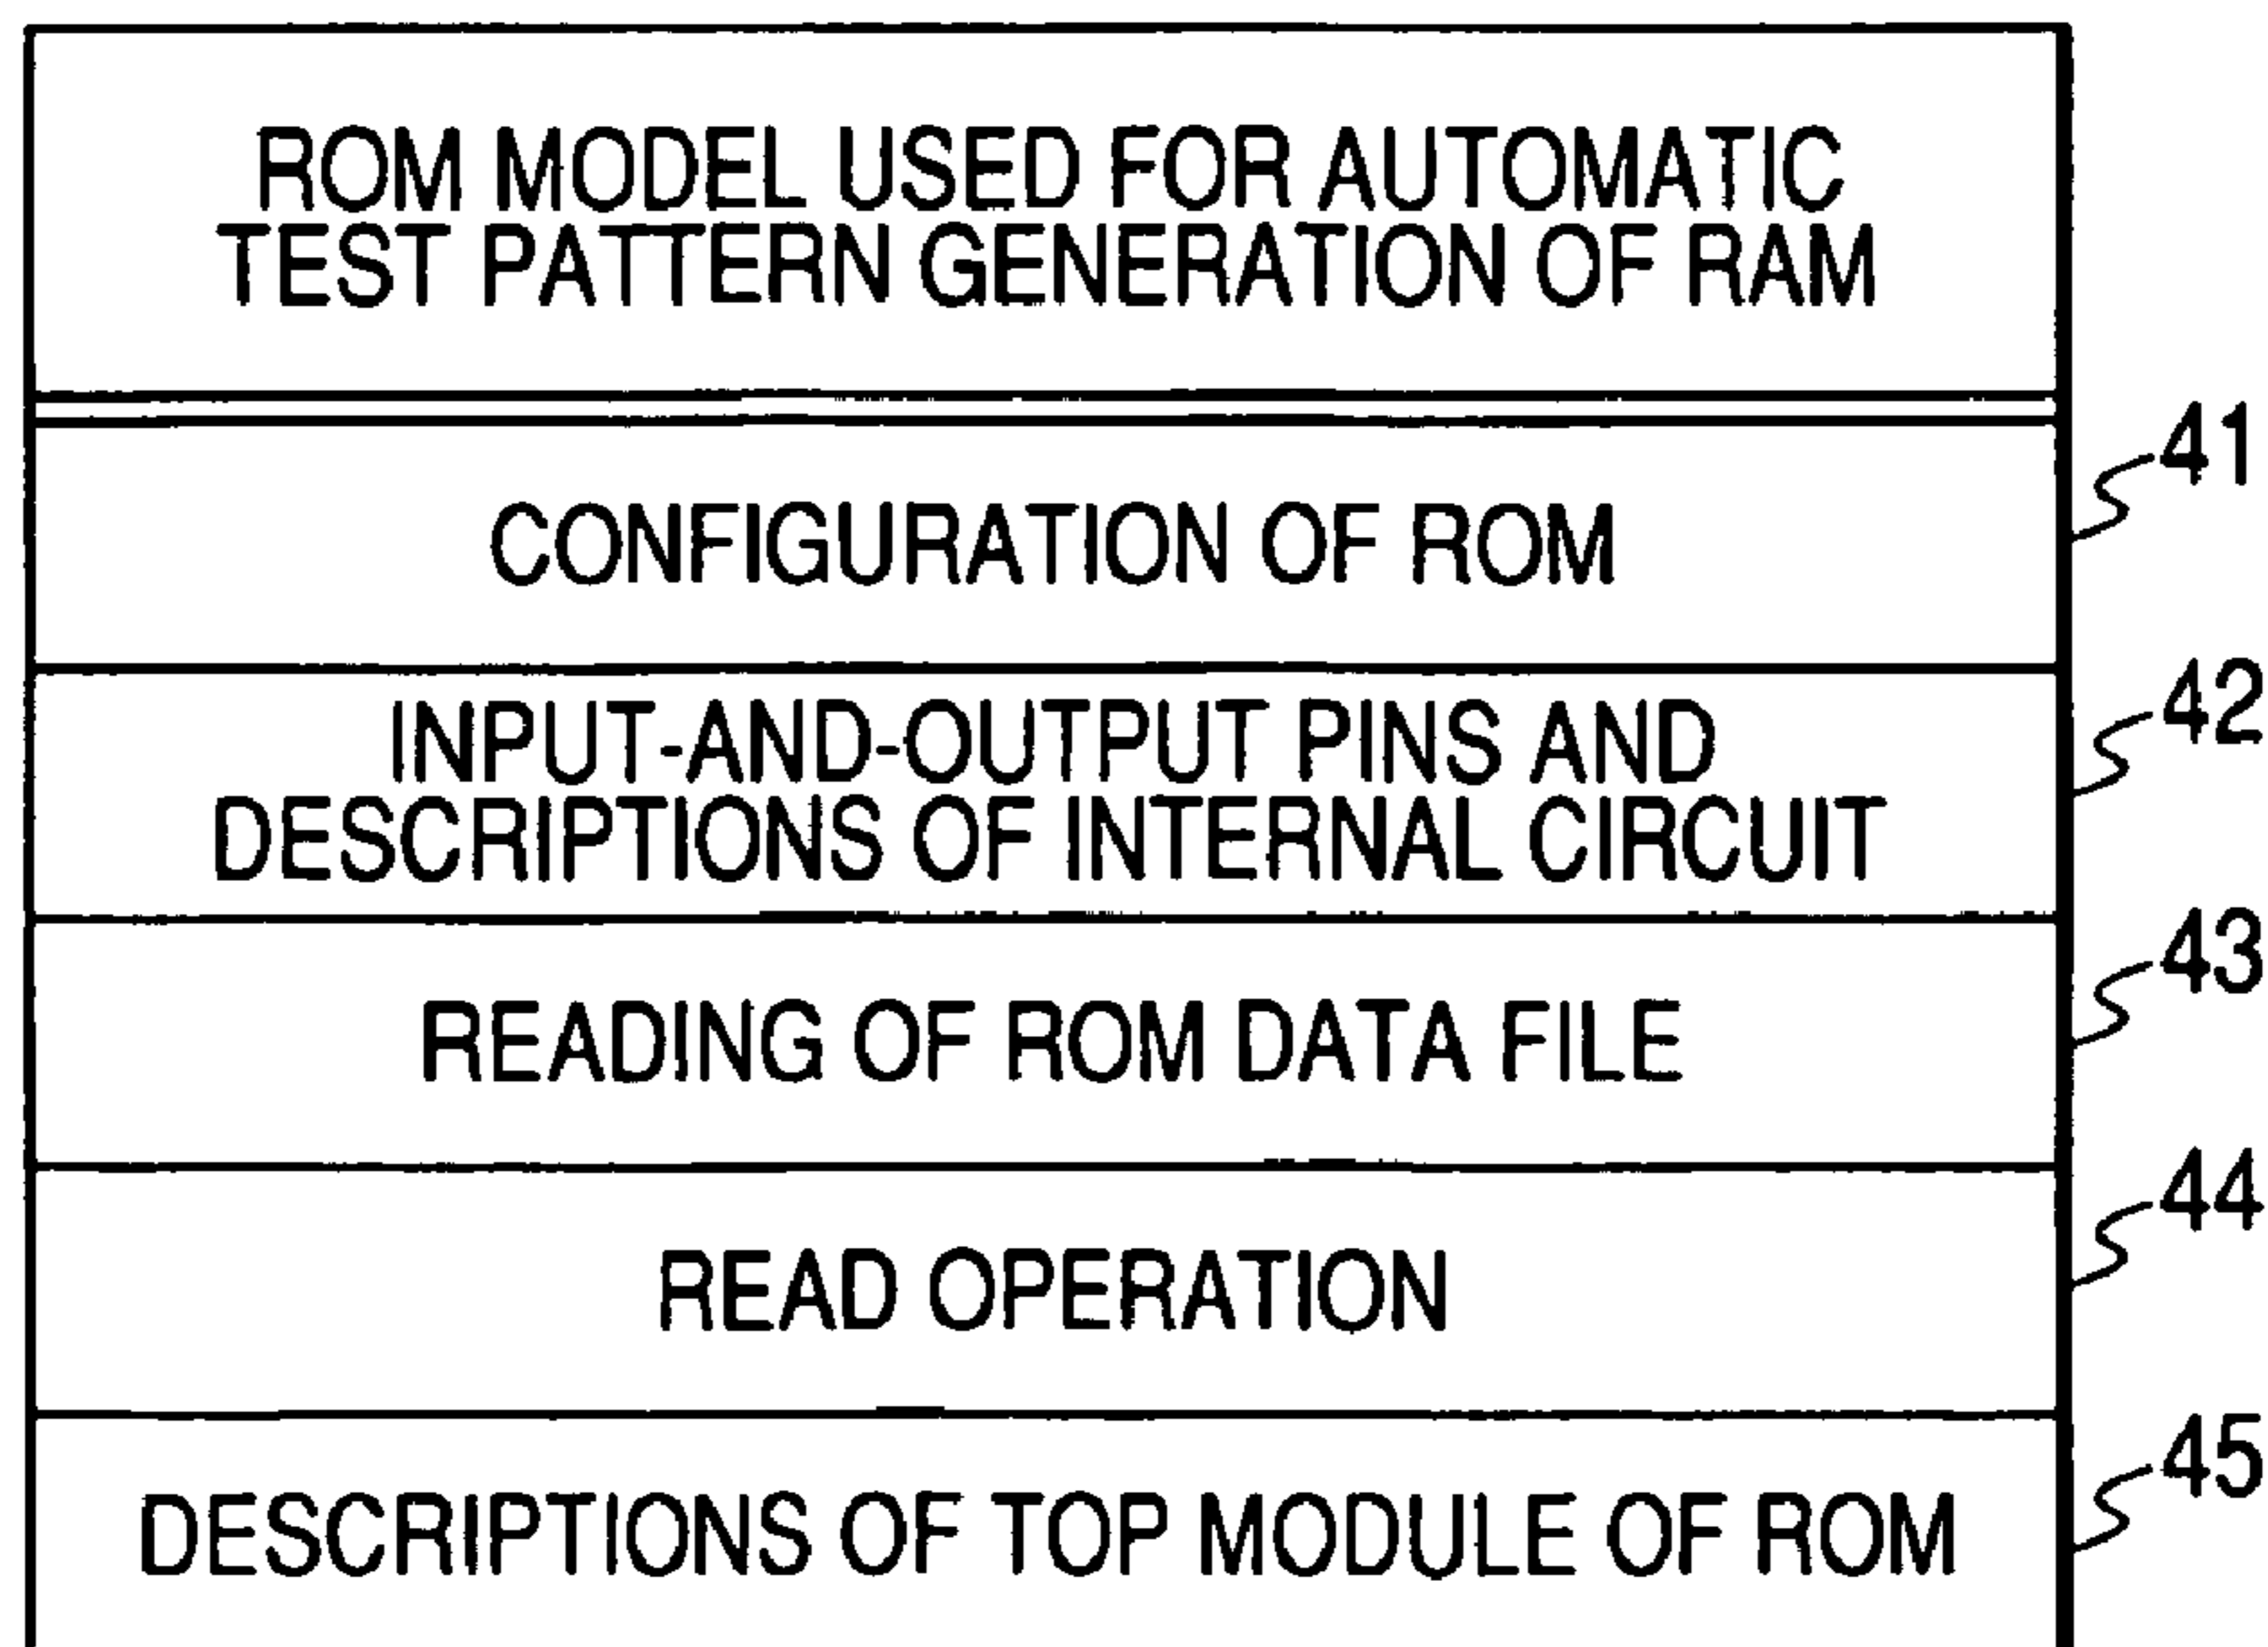 ROM MODEL USED FOR AUTOMATIC
TEST PATTERN GENERATION OF RAM
41
CONFIGURATION OF ROM
42
INPUT-AND-OUTPUT PINS AND
DESCRIPTIONS OF INTERNAL CIRCUIT
43
READING OF ROM DATA FILE
44
READ OPERATION
45
DESCRIPTIONS OF TOP MODULE OF ROM